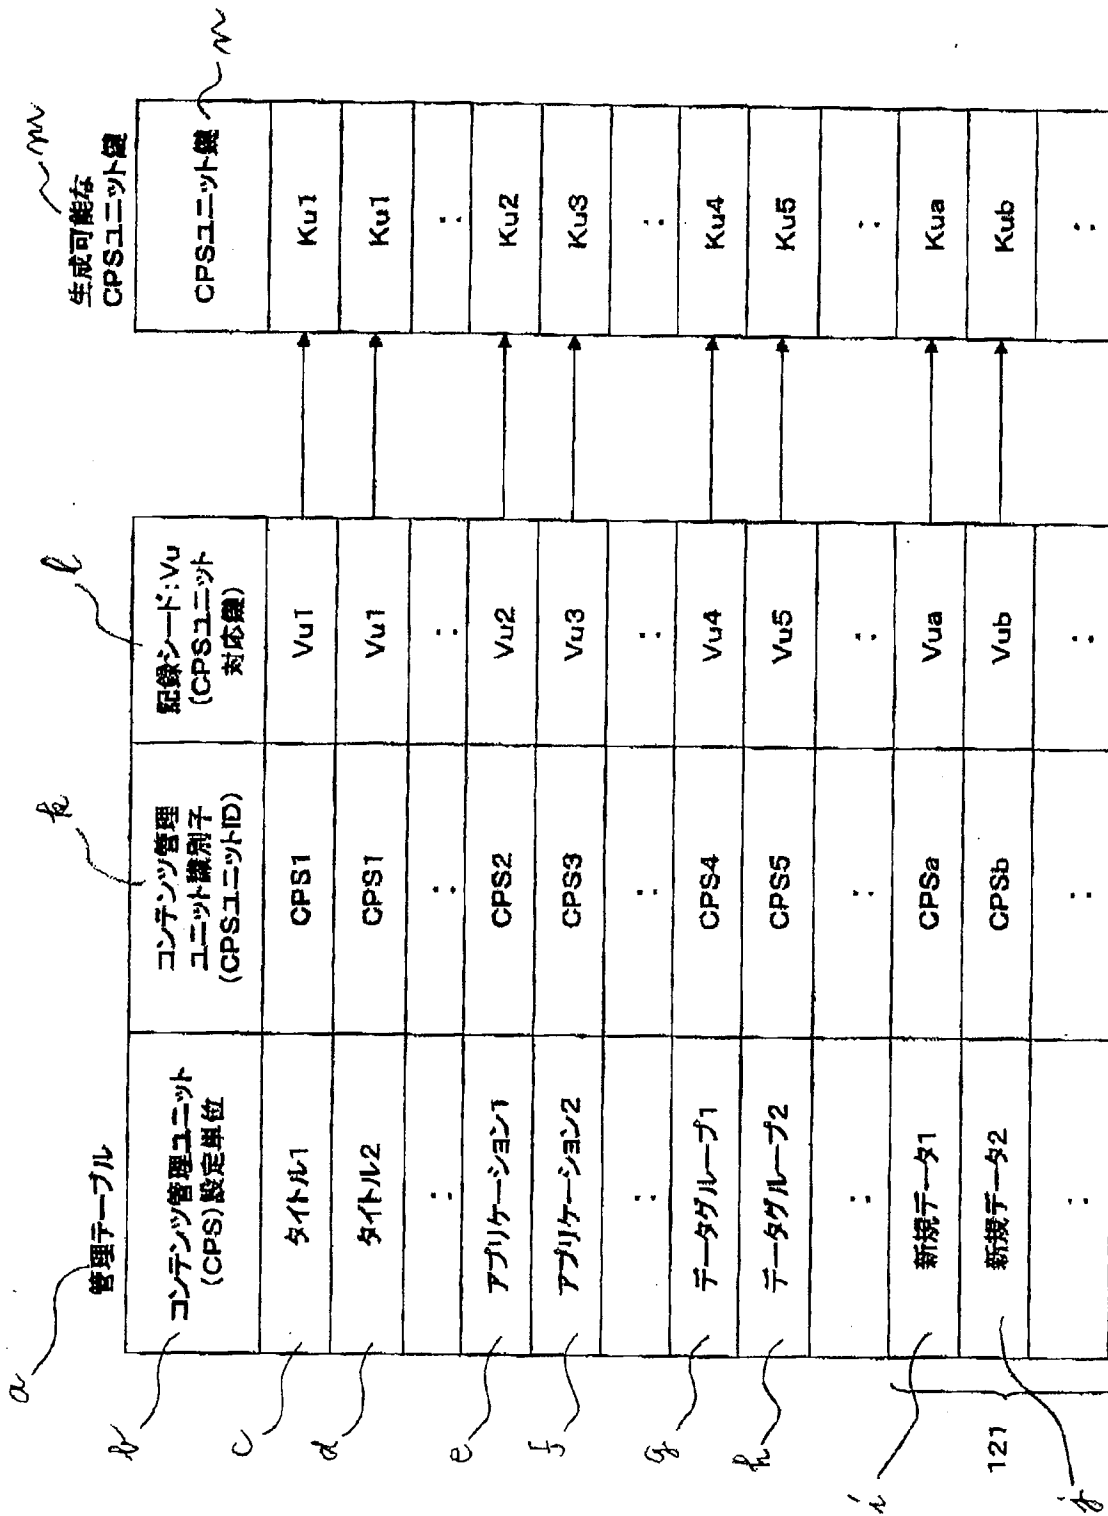 a
管理テーブル
b
コンテンツ管理ユニット
(CPS)設定単位
k
コンテンツ管理
ユニット識別子
(CPSユニットID)
l
記録シード:Vu
(CPSユニット
対応鍵)
m
生成可能な
CPSユニット鍵
n
CPSユニット鍵
c
タイトル1
CPS1
Vu1
Ku1
d
タイトル2
CPS1
Vu1
Ku1
:
:
:
:
e
アプリケーション1
CPS2
Vu2
Ku2
f
アプリケーション2
CPS3
Vu3
Ku3
:
:
:
:
g
データグループ1
CPS4
Vu4
Ku4
h
データグループ2
CPS5
Vu5
Ku5
:
:
:
:
121
i
新規データ1
CPSa
Vua
Kua
j
新規データ2
CPSb
Vub
Kub
:
:
:
: